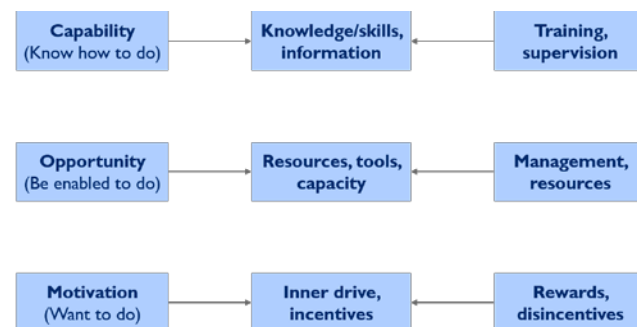 Capability
(Know how to do)
Knowledge/skills,
information
Training,
supervision
Opportunity
(Be enabled to do)
Resources, tools,
capacity
Management,
resources
Motivation
(Want to do)
Inner drive,
incentives
Rewards,
disincentives